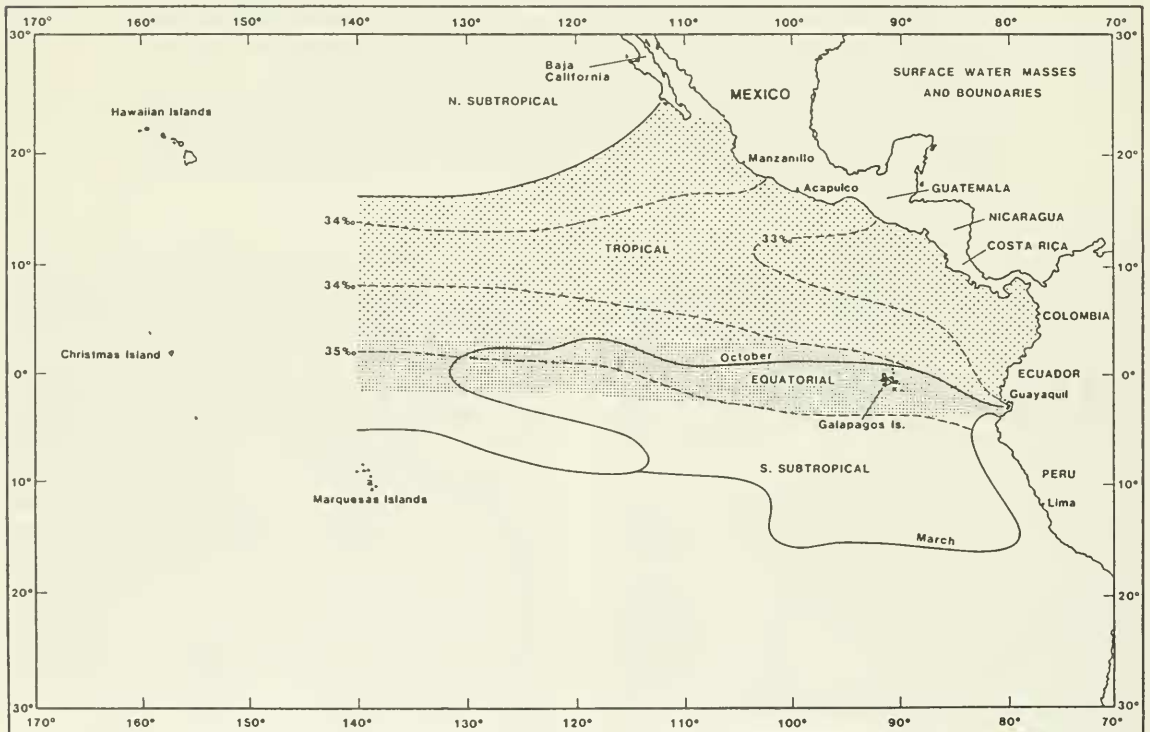 170° 160° 150° 140° 130° 120° 110° 100° 90° 80° 70°
30° 30°
Baja
California
SURFACE WATER MASSES
AND BOUNDARIES
N. SUBTROPICAL
MEXICO
Hawaiian Islands
20° 20°
Manzanillo
Acapulco
GUATEMALA
34‰
NICARAGUA
33‰
TROPICAL
COSTA RICA
10° 10°
34‰
COLOMBIA
35‰
Christmas Island
October
ECUADOR
0° 0°
EQUATORIAL
Guayaquil
Galapagos Is.
S. SUBTROPICAL
PERU
10° 10°
Marquesas Islands
Lima
March
20° 20°
30° 30°
170° 160° 150° 140° 130° 120° 110° 100° 90° 80° 70°